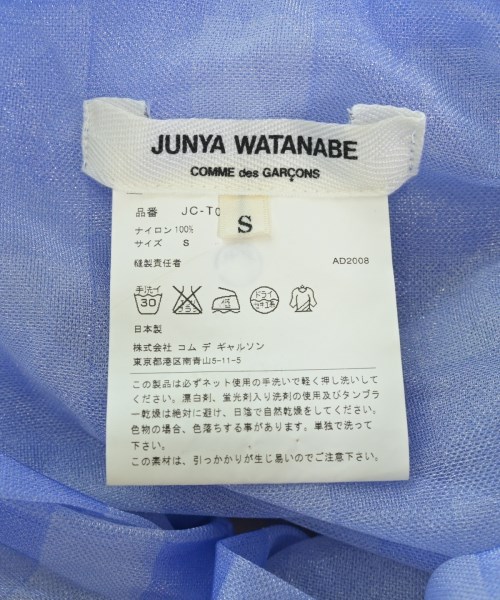 JUNYA WATANABE
COMME des GARÇONS
S
品番 JC-T0
ナイロン 100%
サイズ S
縫製責任者 AD2008
手洗イ 30 ドライ
日本製
株式会社 コム デ ギャルソン
東京都港区南青山5-11-5
この製品は必ずネット使用の手洗いで軽く押し洗いして
ください。漂白剤、蛍光剤入り洗剤の使用及びタンブラ
ー乾燥は絶対に避け、日陰で自然乾燥をしてください。
色物の場合、色落ちする事があります。単独で洗って
下さい。
この素材は、引っかかりが生じ易いのでご注意下さい。